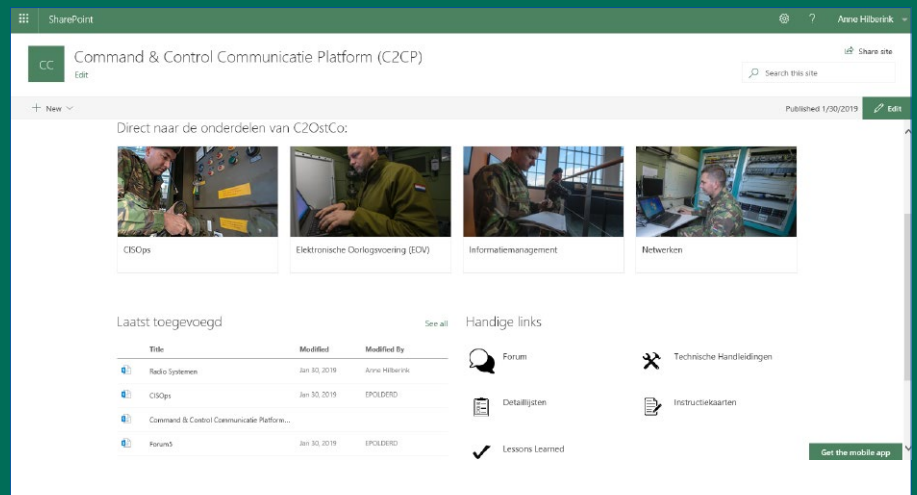 SharePoint
? Anne Hilberink
CC
Command & Control Communicatie Platform (C2CP)
Edit
Share site
Search this site
+ New
Published 1/30/2019
Edit
Direct naar de onderdelen van C2OstCo:
CISOps
Elektronische Oorlogsvoering (EOV)
Informatiemanagement
Netwerken
Laatst toegevoegd
See all
Title Modified Modified By
Radio Systemen Jan 30, 2019 Anne Hilberink
CISOps Jan 30, 2019 EPOLDERD
Command & Control Communicatie Platform...
Forum5 Jan 30, 2019 EPOLDERD
Handige links
Forum
Technische Handleidingen
Detaillijsten
Instructiekaarten
Lessons Learned
Get the mobile app